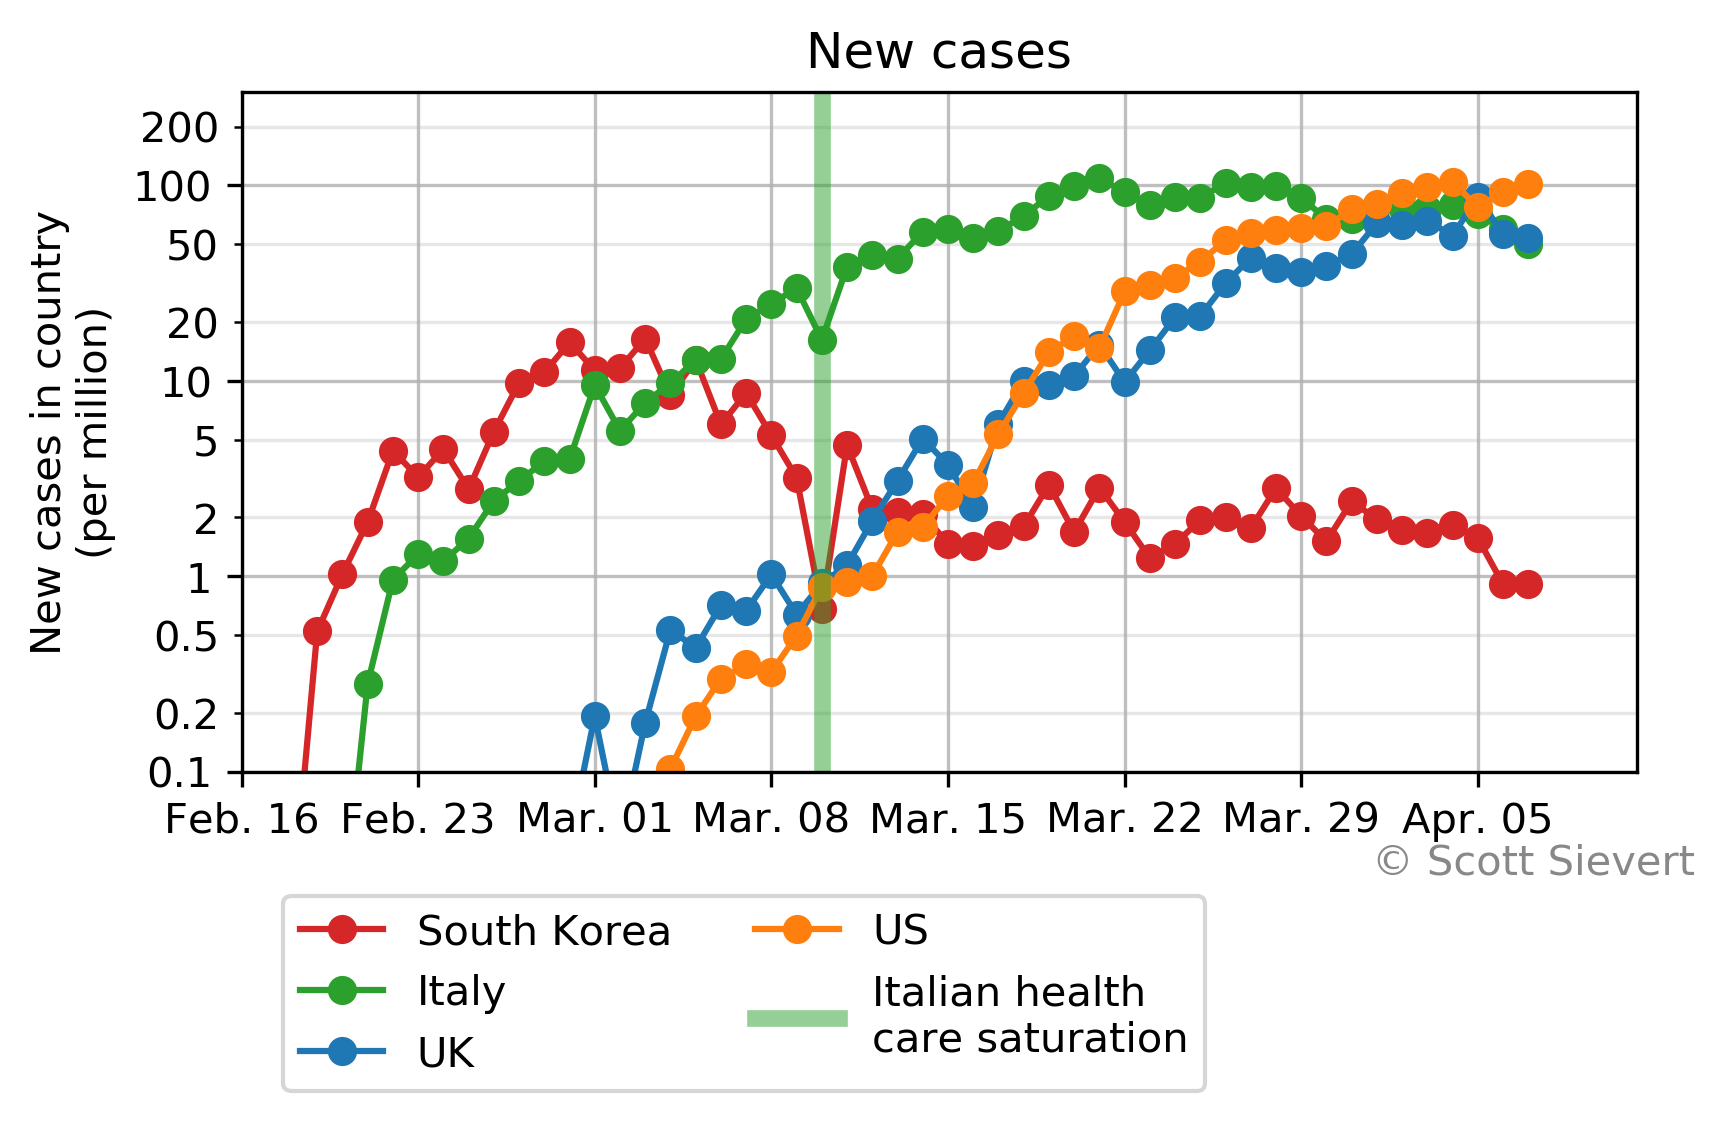 New cases
New cases in country
(per million)
200
100
50
20
10
5
2
1
0.5
0.2
0.1
Feb. 16 Feb. 23 Mar. 01 Mar. 08 Mar. 15 Mar. 22 Mar. 29 Apr. 05
© Scott Sievert
South Korea
Italy
UK
US
Italian health
care saturation